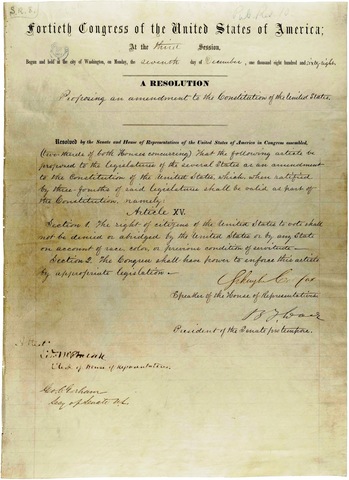 S.R. 8.
Fortieth Congress of the United States of America;
At the third Session,
Begun and held at the city of Washington, on Monday, the seventh day of December, one thousand eight hundred and sixty-eight.
A RESOLUTION
Proposing an amendment to the Constitution of the United States.
Resolved by the Senate and House of Representatives of the United States of America in Congress assembled,
(two-thirds of both Houses concurring) That the following article be
proposed to the legislatures of the several States as an amendment
to the Constitution of the United States which, when ratified
by three-fourths of said legislatures shall be valid as part of
the Constitution, namely:
Article XV.
Section 1. The right of citizens of the United States to vote shall
not be denied or abridged by the United States or by any State
on account of race, color, or previous condition of servitude—
Section 2. The Congress shall have power to enforce this article
by appropriate legislation—
Schuyler Colfax
Speaker of the House of Representatives
B F Wade
President of the Senate pro tempore.
Attest
Clerk of House of Representatives.
Geo. C. Gorham
Secy of Senate U.S.